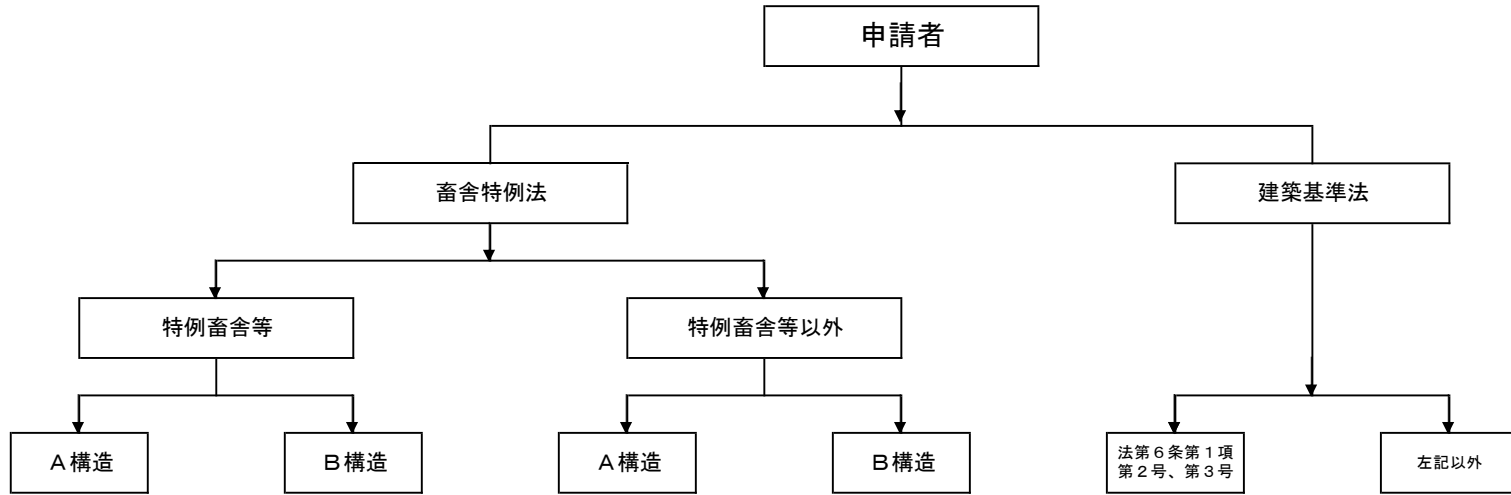 申請者
畜舎特例法
建築基準法
特例畜舎等
特例畜舎等以外
Ａ構造
Ｂ構造
Ａ構造
Ｂ構造
法第６条第１項
第２号、第３号
左記以外